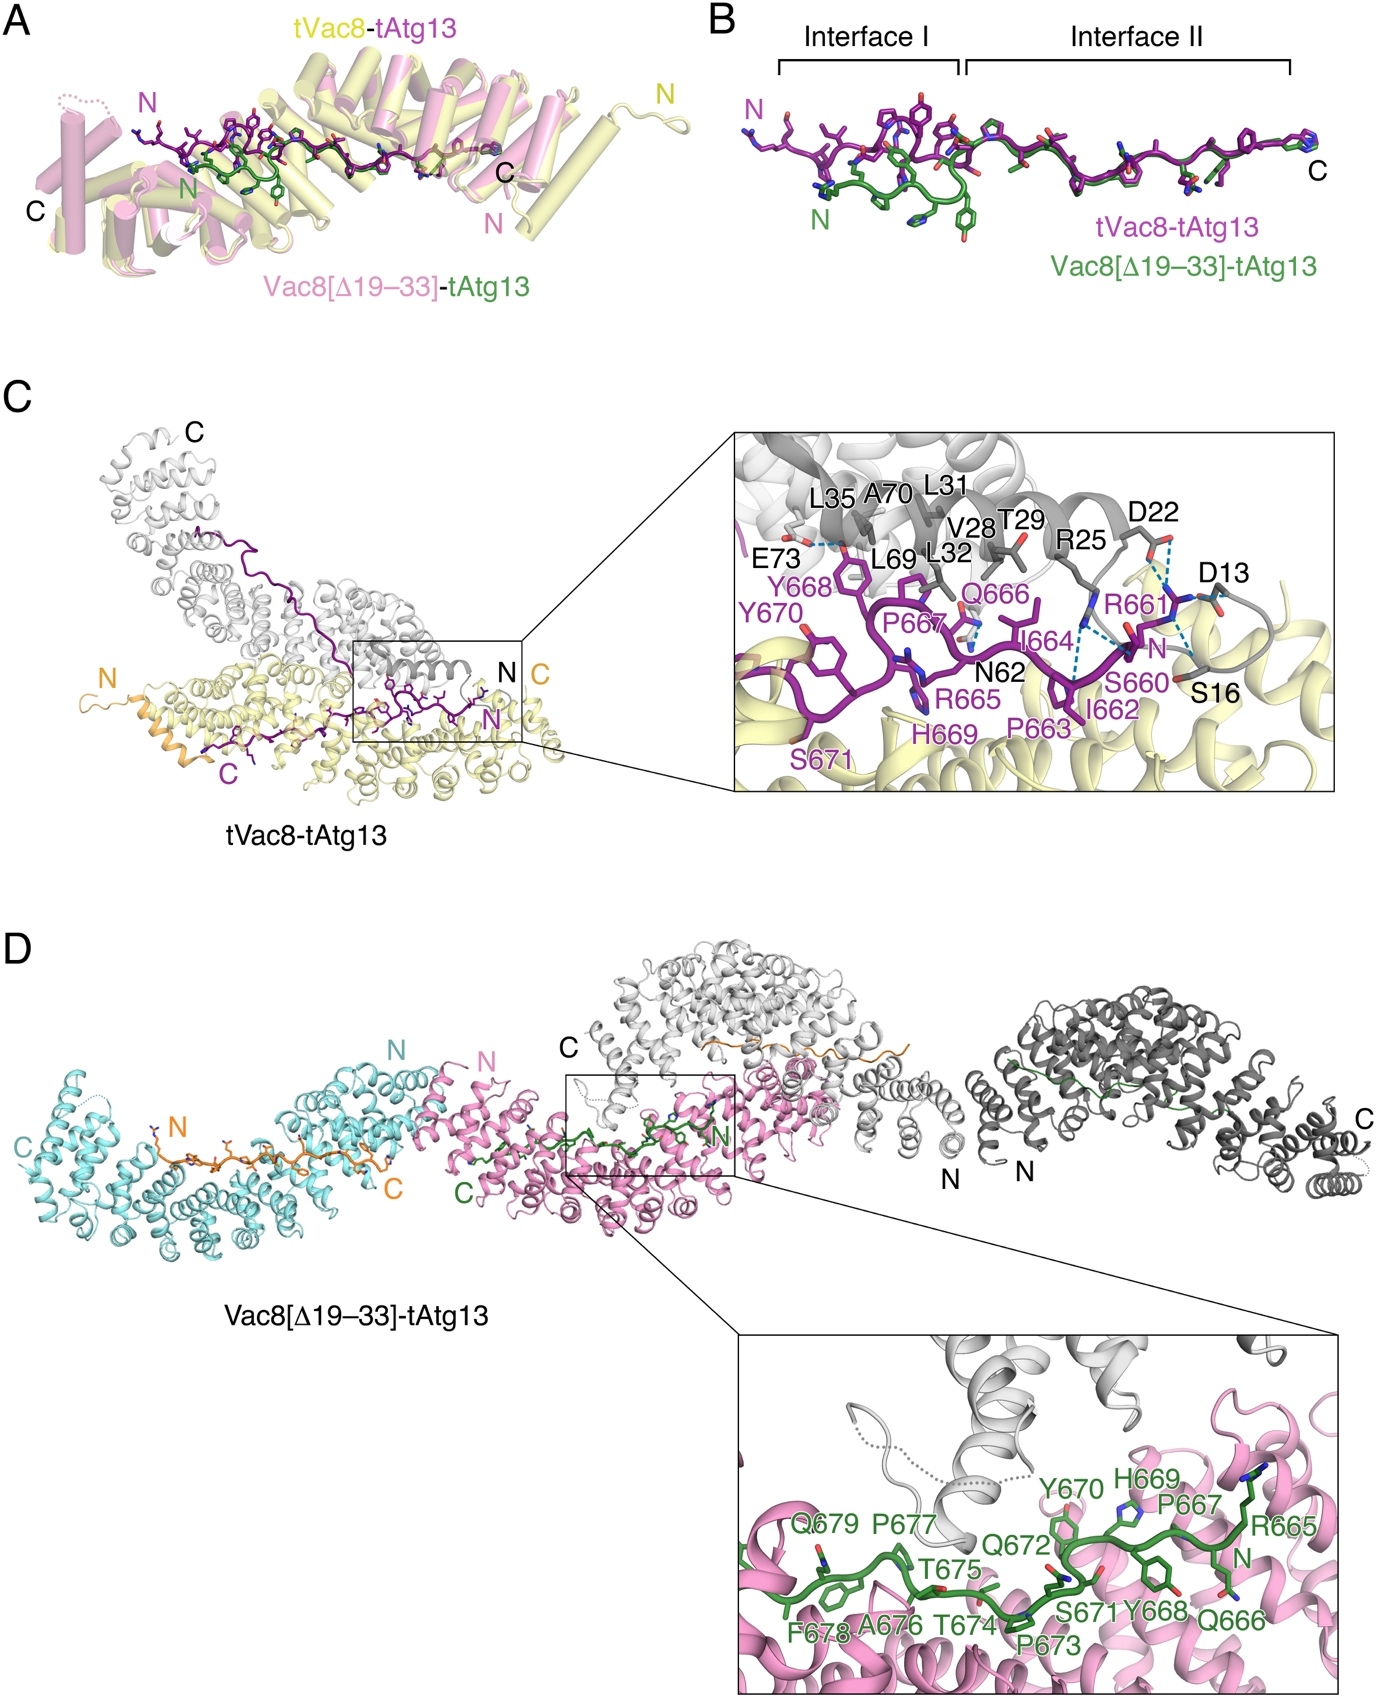 A
tVac8-tAtg13
N
N
N
C
C
N
Vac8[Δ19–33]-tAtg13
B
Interface I
Interface II
N
N
C
tVac8-tAtg13
Vac8[Δ19–33]-tAtg13
C
C
N
N
C
N
C
tVac8-tAtg13
L35
A70
L31
V28
T29
D22
R25
E73
L69
L32
D13
Y668
Q666
R661
Y670
P667
I664
N
N62
S660
S16
R665
I662
H669
P663
S671
D
C
N
N
N
C
N
C
C
N
N
C
Vac8[Δ19–33]-tAtg13
Y670
H669
P667
Q679
P677
R665
Q672
N
T675
F678
A676
T674
S671
Y668
Q666
P673